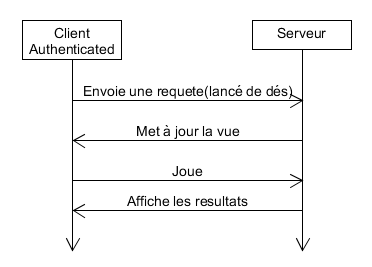 Client
Authenticated
Serveur
Envoie une requete(lancé de dés)
Met à jour la vue
Joue
Affiche les resultats